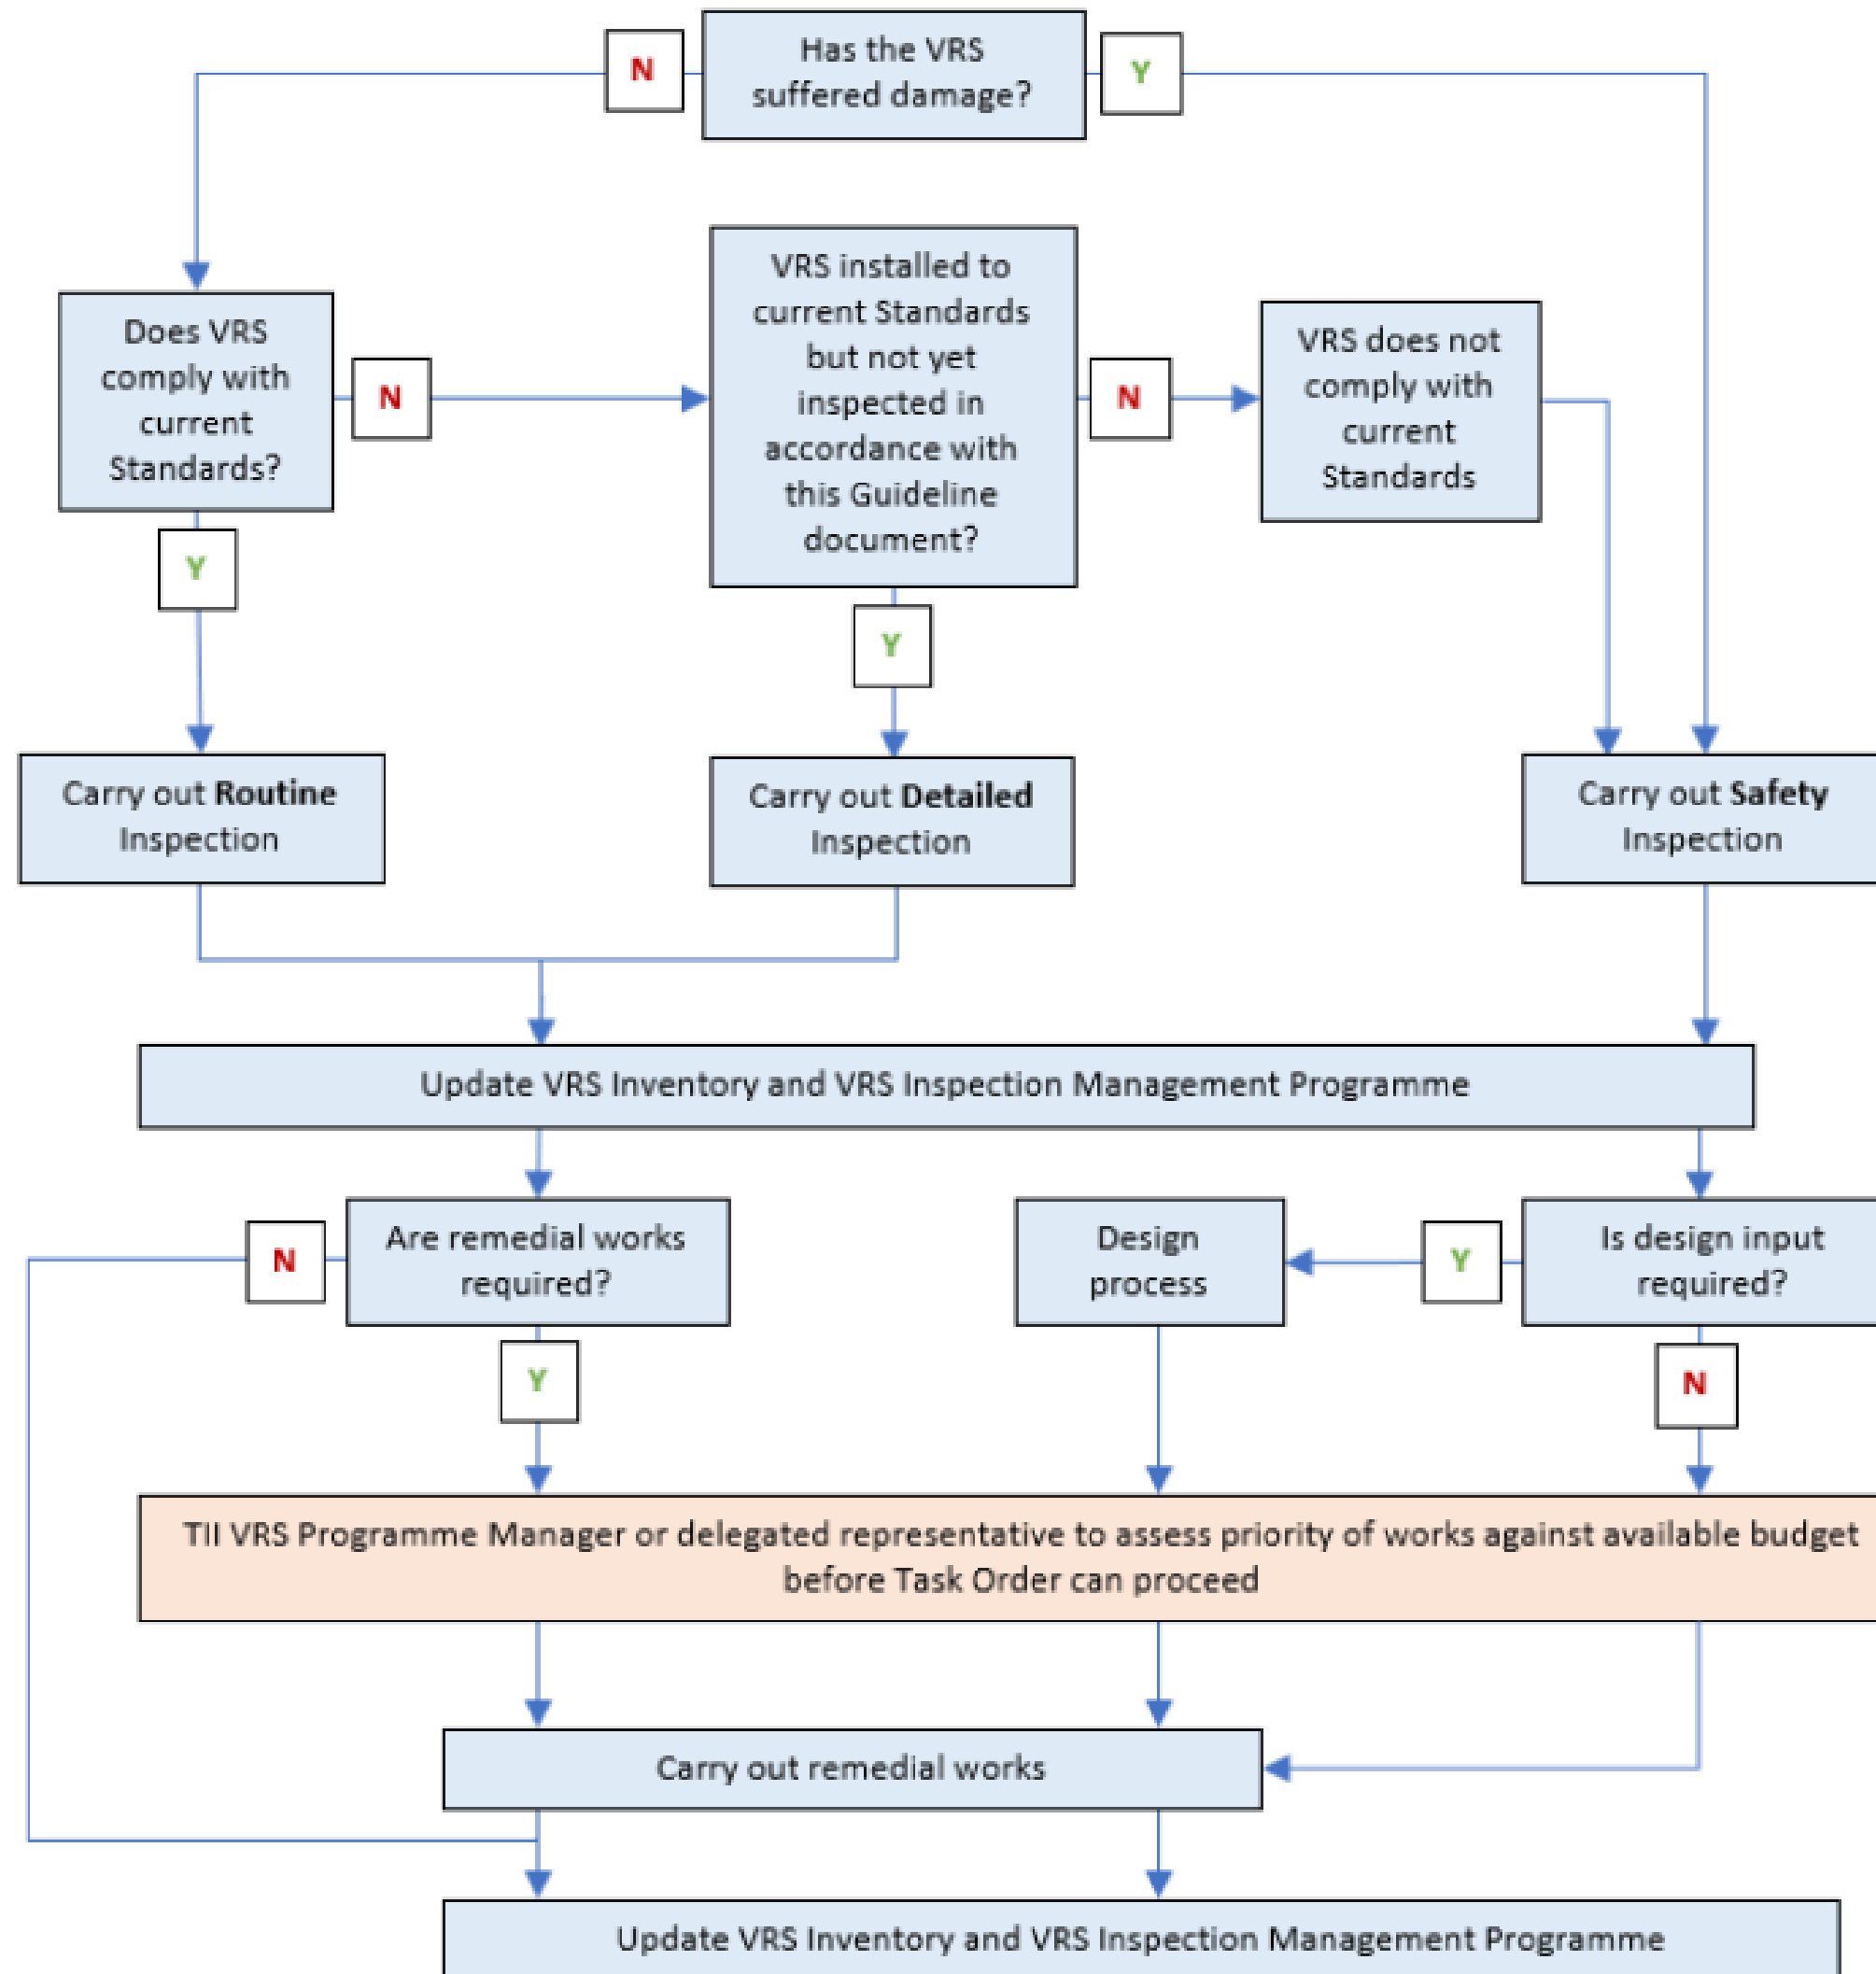 Has the VRS
suffered damage?
N
Y
Does VRS
comply with
current
Standards?
N
VRS installed to
current Standards
but not yet
inspected in
accordance with
this Guideline
document?
N
VRS does not
comply with
current
Standards
Y
Y
Carry out Routine
Inspection
Carry out Detailed
Inspection
Carry out Safety
Inspection
Update VRS Inventory and VRS Inspection Management Programme
N
Are remedial works
required?
Design
process
Y
Is design input
required?
Y
N
TII VRS Programme Manager or delegated representative to assess priority of works against available budget
before Task Order can proceed
Carry out remedial works
Update VRS Inventory and VRS Inspection Management Programme